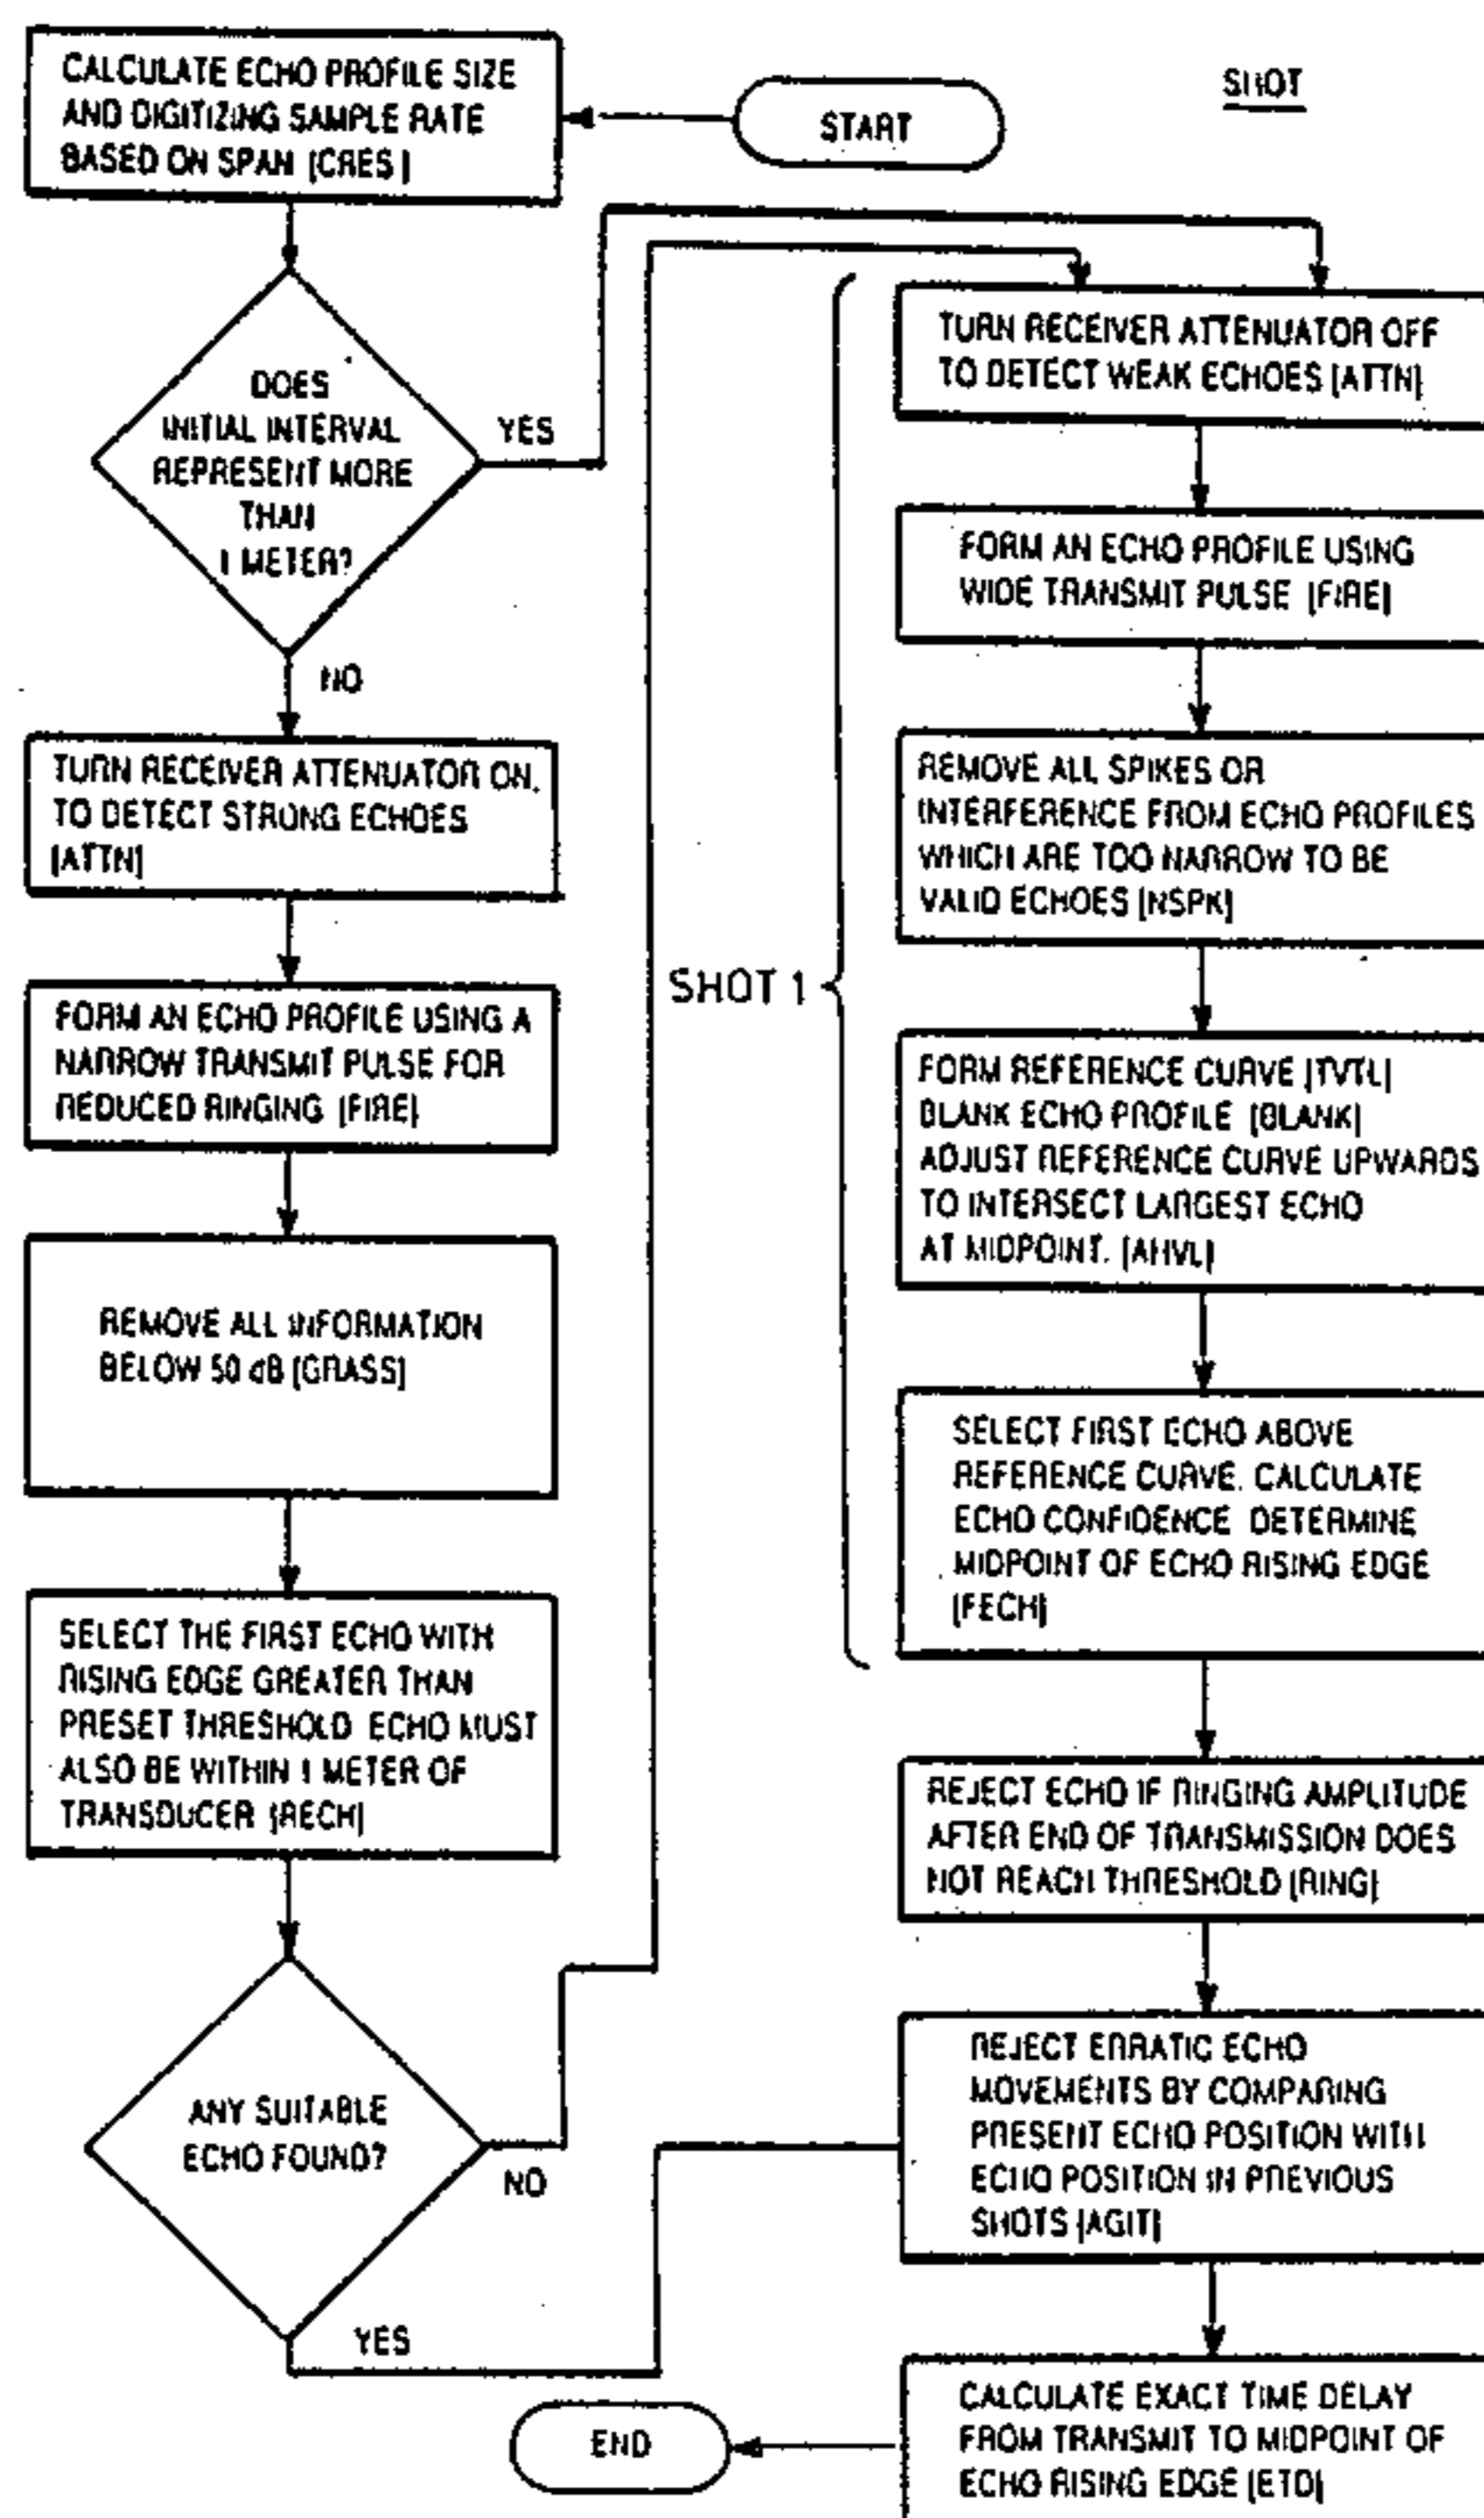 SHOT
START
CALCULATE ECHO PROFILE SIZE
AND DIGITIZING SAMPLE RATE
BASED ON SPAN [CRES]
DOES
INITIAL INTERVAL
REPRESENT MORE
THAN
1 METER?
YES
NO
TURN RECEIVER ATTENUATOR ON.
TO DETECT STRONG ECHOES
[ATTN]
FORM AN ECHO PROFILE USING A
NARROW TRANSMIT PULSE FOR
REDUCED RINGING [FIRE]
REMOVE ALL INFORMATION
BELOW 50 dB [GRASS]
SELECT THE FIRST ECHO WITH
RISING EDGE GREATER THAN
PRESET THRESHOLD ECHO MUST
ALSO BE WITHIN 1 METER OF
TRANSDUCER [RECH]
ANY SUITABLE
ECHO FOUND?
NO
YES
SHOT 1
TURN RECEIVER ATTENUATOR OFF
TO DETECT WEAK ECHOES [ATTN]
FORM AN ECHO PROFILE USING
WIDE TRANSMIT PULSE [FIRE]
REMOVE ALL SPIKES OR
INTERFERENCE FROM ECHO PROFILES
WHICH ARE TOO NARROW TO BE
VALID ECHOES [NSPK]
FORM REFERENCE CURVE [TVTL]
BLANK ECHO PROFILE [BLANK]
ADJUST REFERENCE CURVE UPWARDS
TO INTERSECT LARGEST ECHO
AT MIDPOINT. [AHVL]
SELECT FIRST ECHO ABOVE
REFERENCE CURVE. CALCULATE
ECHO CONFIDENCE DETERMINE
MIDPOINT OF ECHO RISING EDGE
[FECH]
REJECT ECHO IF RINGING AMPLITUDE
AFTER END OF TRANSMISSION DOES
NOT REACH THRESHOLD [RING]
REJECT ERRATIC ECHO
MOVEMENTS BY COMPARING
PRESENT ECHO POSITION WITH
ECHO POSITION IN PREVIOUS
SHOTS [AGIT]
CALCULATE EXACT TIME DELAY
FROM TRANSMIT TO MIDPOINT OF
ECHO RISING EDGE [ETD]
END